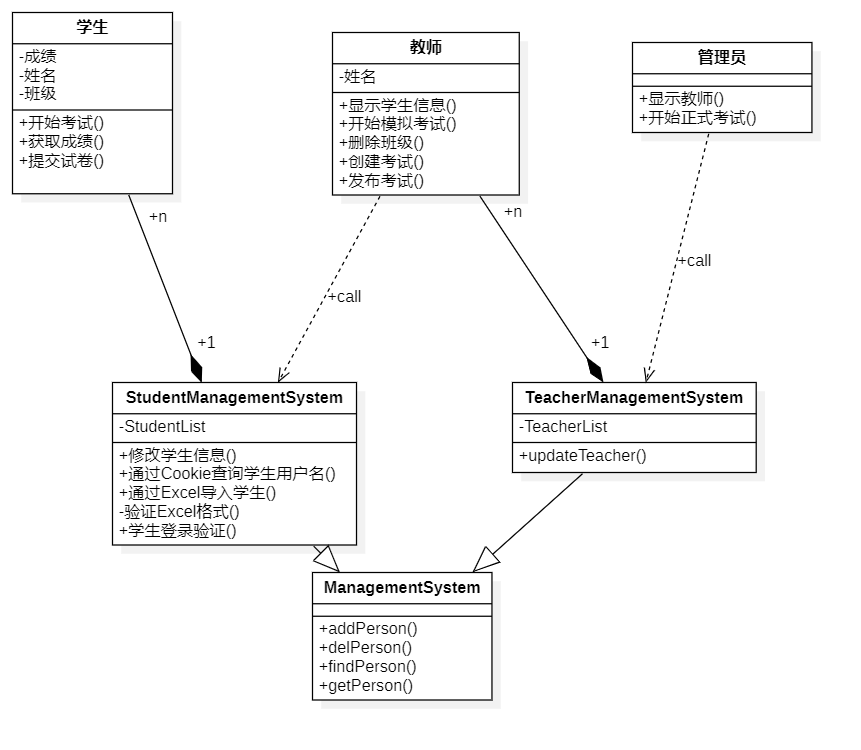 学生
-成绩
-姓名
-班级
+开始考试()
+获取成绩()
+提交试卷()
教师
-姓名
+显示学生信息()
+开始模拟考试()
+删除班级()
+创建考试()
+发布考试()
管理员
+显示教师()
+开始正式考试()
+n
+n
+call
+call
+1
+1
StudentManagementSystem
-StudentList
+修改学生信息()
+通过Cookie查询学生用户名()
+通过Excel导入学生()
-验证Excel格式()
+学生登录验证()
TeacherManagementSystem
-TeacherList
+updateTeacher()
ManagementSystem
+addPerson()
+delPerson()
+findPerson()
+getPerson()